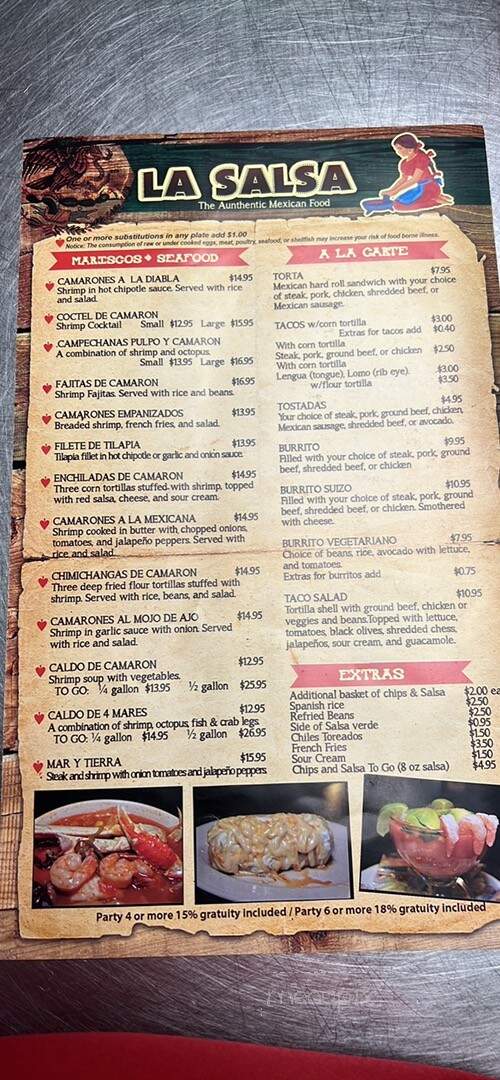 LA SALSA
The Aunthentic Mexican Food
One or more substitutions in any plate add $1.00
Notice: The consumption of raw or under cooked eggs, meat, poultry, seafood, or shellfish may increase your risk of food borne illness.
MARISCOS • SEAFOOD
CAMARONES A LA DIABLA $14.95
Shrimp in hot chipotle sauce. Served with rice
and salad.
COCTEL DE CAMARON
Shrimp Cocktail Small $12.95 Large $15.95
.CAMPECHANAS PULPO Y CAMARON
A combination of shrimp and octopus.
Small $13.95 Large $16.95
FAJITAS DE CAMARON $16.95
Shrimp Fajitas. Served with rice and beans.
CAMARONES EMPANIZADOS $13.95
Breaded shrimp, french fries, and salad.
FILETE DE TILAPIA $13.95
Tilapia fillet in hot chipotle or garlic and onion sauce.
ENCHILADAS DE CAMARON $14.95
Three corn tortillas stuffed with shrimp, topped
with red salsa, cheese, and sour cream.
CAMARONES A LA MEXICANA $14.95
Shrimp cooked in butter with chopped onions,
tomatoes, and jalapeño peppers. Served with
rice and salad.
CHIMICHANGAS DE CAMARON $14.95
Three deep fried flour tortillas stuffed with
shrimp. Served with rice, beans, and salad.
CAMARONES AL MOJO DE AJO $14.95
Shrimp in garlic sauce with onion. Served
with rice and salad.
CALDO DE CAMARON $12.95
Shrimp soup with vegetables.
TO GO: ¼ gallon $13.95 ½ gallon $25.95
CALDO DE 4 MARES $12.95
A combination of shrimp, octopus, fish & crab legs
TO GO: ¼ gallon $14.95 ½ gallon $26.95
MAR Y TIERRA $15.95
Steak and shrimp with onion tomatoes and jalapeño peppers.
A LA CARTE
TORTA $7.95
Mexican hard roll sandwich with your choice
of steak, pork, chicken, shredded beef, or
Mexican sausage.
TACOS w/corn tortilla $3.00
Extras for tacos add $0.40
With corn tortilla
Steak, pork, ground beef, or chicken $2.50
With corn tortilla
Lengua (tongue), Lomo (rib eye). .$3.00
w/flour tortilla $3.50
TOSTADAS $4.95
Your choice of steak, pork, ground beef, chicken,
Mexican sausage, shredded beef, or avocado.
BURRITO $9.95
Filled with your choice of steak, pork, ground
beef, shredded beef, or chicken
BURRITO SUIZO $10.95
Filled with your choice of steak, pork, ground
beef, shredded beef, or chicken. Smothered
with cheese.
BURRITO VEGETARIANO $7.95
Choice of beans, rice, avocado with lettuce,
and tomatoes.
Extras for burritos add $0.75
TACO SALAD $10.95
Tortilla shell with ground beef, chicken or
veggies and beans.Topped with lettuce,
tomatoes, black olives, shredded chess,
jalapeños, sour cream, and guacamole.
EXTRAS
Additional basket of chips & Salsa $2.00 ea
Spanish rice $2.50
Refried Beans $2.50
Side of Salsa verde $0.95
Chiles Toreados $1.50
French Fries $3.50
Sour Cream $1.50
Chips and Salsa To Go (8 oz salsa) $4.95
Party 4 or more 15% gratuity included / Party 6 or more 18% gratuity included